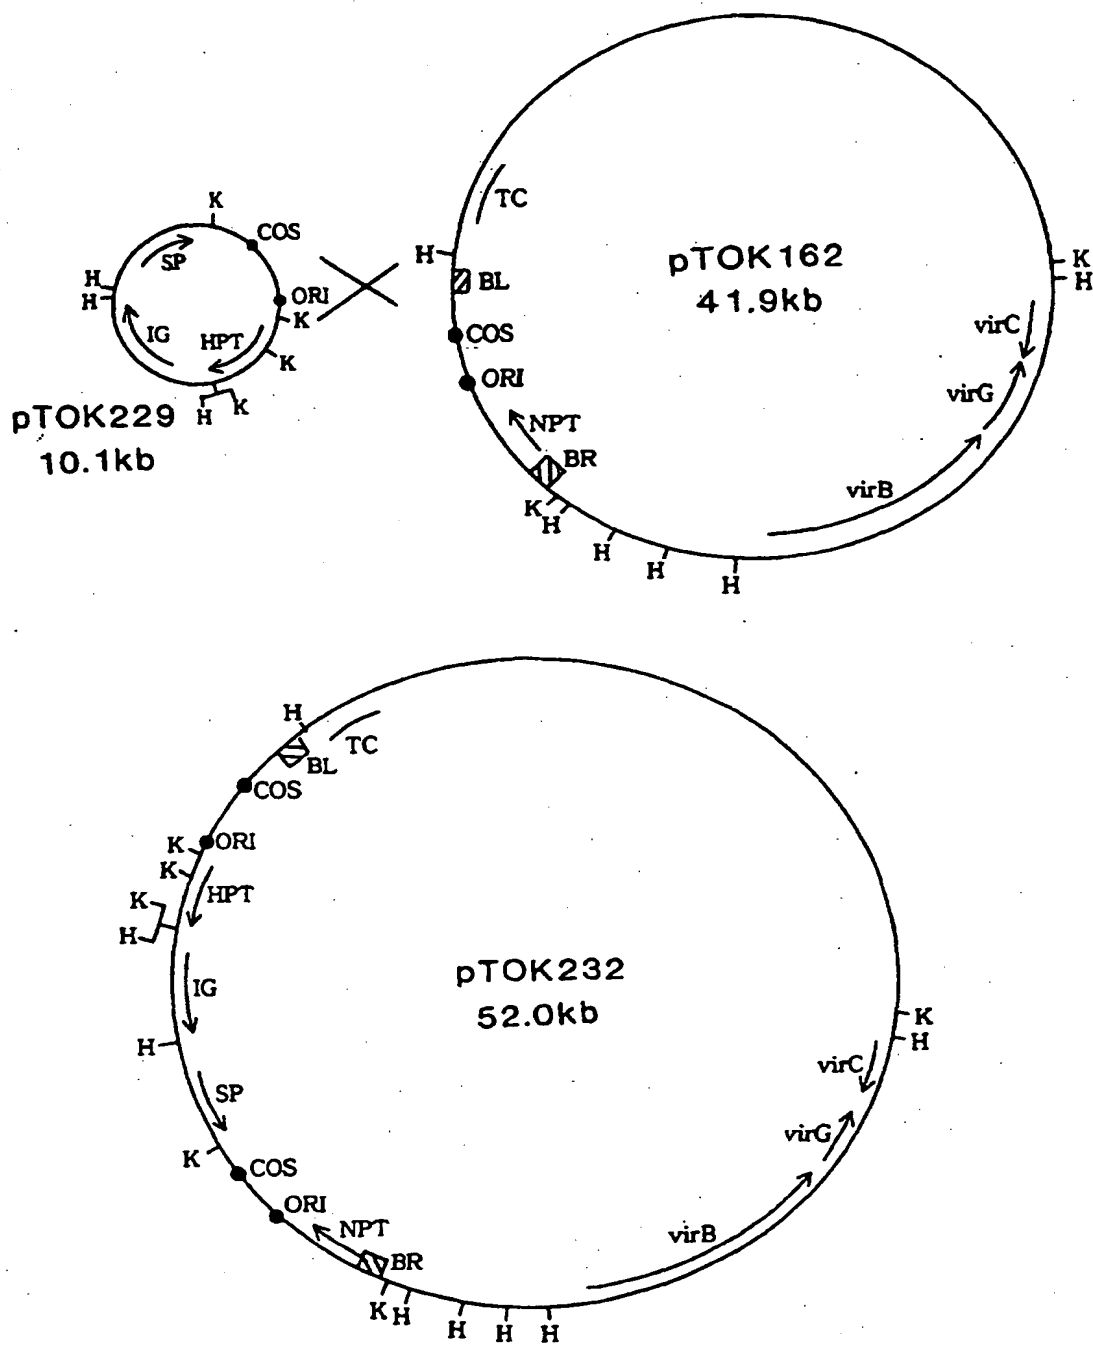 K
COS
SP
H
H
ORI
K
IG
HPT
K
H K
pTOK229
10.1kb
TC
H
BL
COS
ORI
NPT
BR
K
H
H
H
H
pTOK162
41.9kb
K
H
virC
virG
virB
H
TC
BL
COS
K
ORI
K
HPT
K
H
IG
H
SP
K
COS
ORI
NPT
BR
K
H
H
H
H
pTOK232
52.0kb
K
H
virC
virG
virB